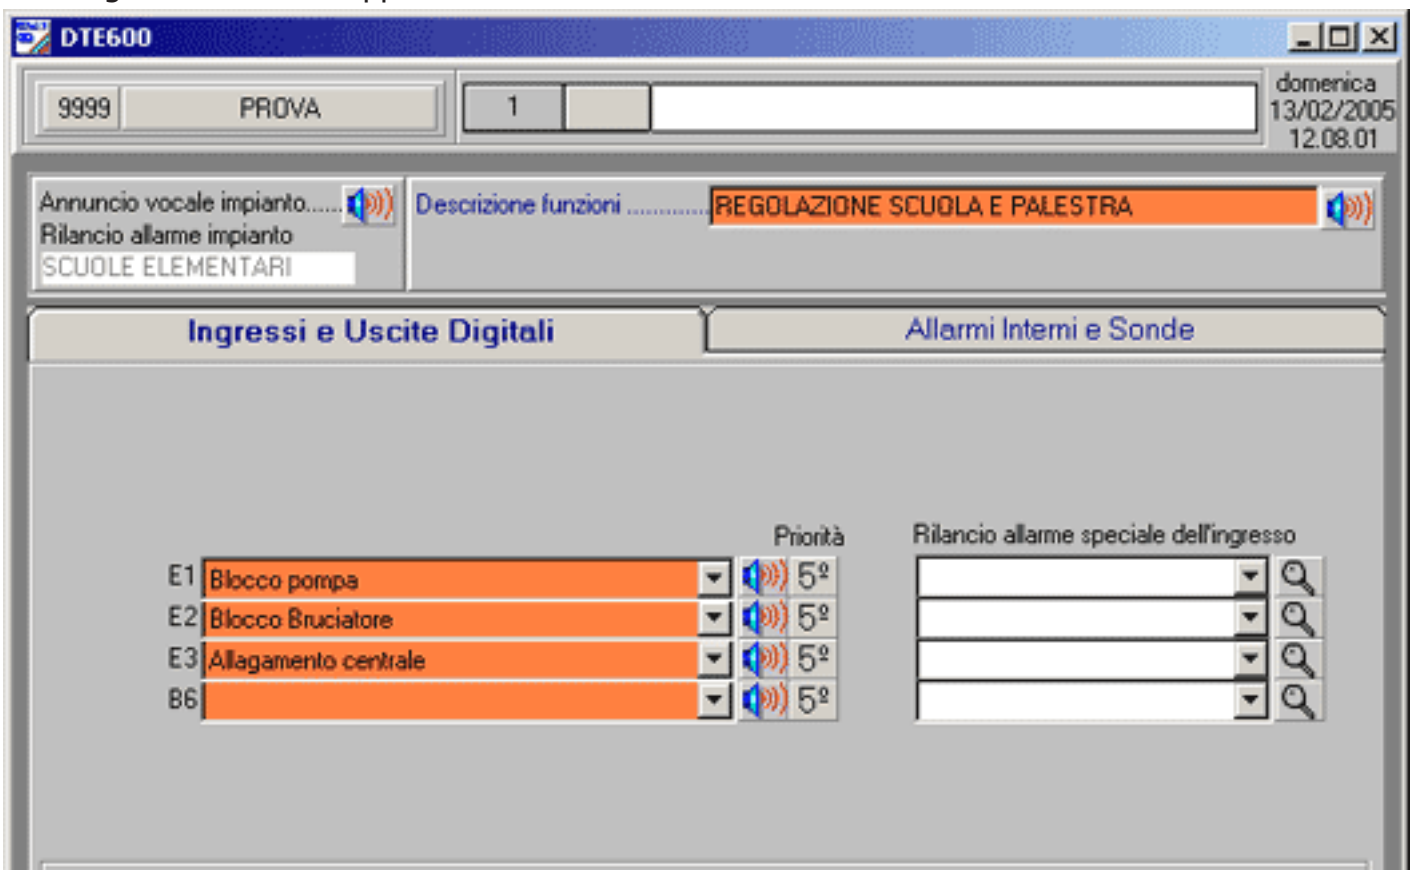 DTE600
9999 PROVA 1
domenica
13/02/2005
12.08.01
Annuncio vocale impianto......
Rilancio allarme impianto
SCUOLE ELEMENTARI
Descrizione funzioni .............. REGOLAZIONE SCUOLA E PALESTRA
Ingressi e Uscite Digitali
Allarmi Interni e Sonde
Priorità Rilancio allarme speciale dell'ingresso
E1 Blocco pompa 5º
E2 Blocco Bruciatore 5º
E3 Allagamento centrale 5º
B6 5º